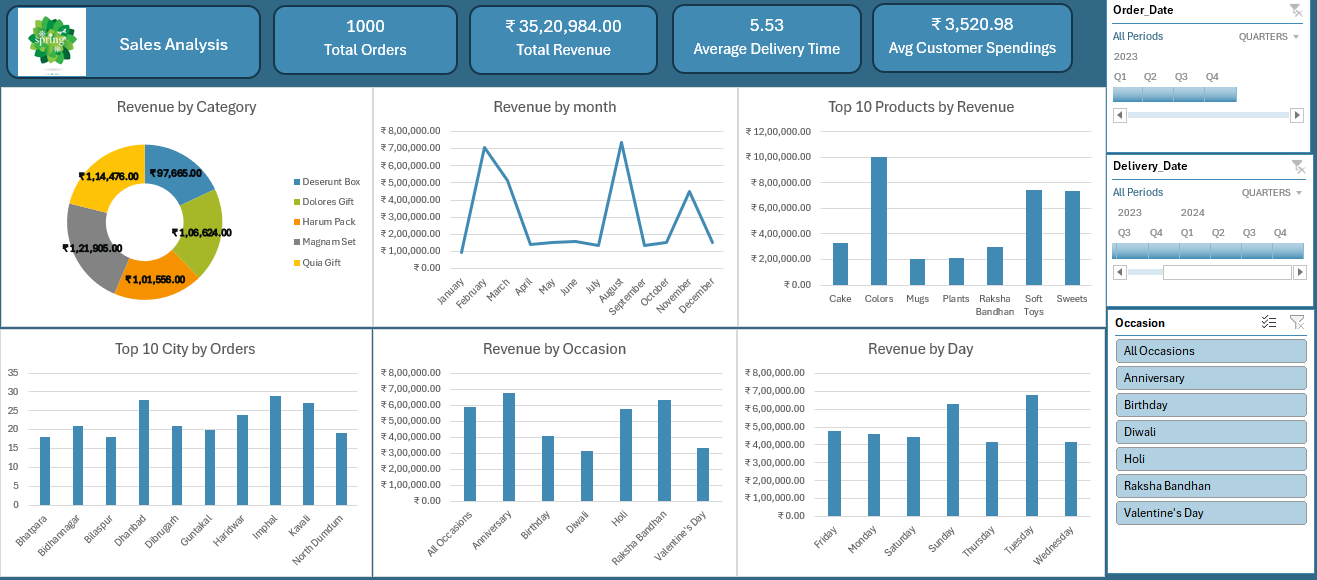 spring
Sales Analysis
1000
Total Orders
₹ 35,20,984.00
Total Revenue
5.53
Average Delivery Time
₹ 3,520.98
Avg Customer Spendings
Order_Date
All Periods
QUARTERS
2023
Q1 Q2 Q3 Q4
Delivery_Date
All Periods
QUARTERS
2023 2024
Q3 Q4 Q1 Q2 Q3 Q4
Occasion
All Occasions
Anniversary
Birthday
Diwali
Holi
Raksha Bandhan
Valentine's Day
Revenue by Category
₹ 97,665.00
₹ 1,06,624.00
₹ 1,01,556.00
₹ 1,21,905.00
₹ 1,14,476.00
Deserunt Box
Dolores Gift
Harum Pack
Magnam Set
Quia Gift
Revenue by month
₹ 8,00,000.00
₹ 7,00,000.00
₹ 6,00,000.00
₹ 5,00,000.00
₹ 4,00,000.00
₹ 3,00,000.00
₹ 2,00,000.00
₹ 1,00,000.00
₹ 0.00
January
February
March
April
May
June
July
August
September
October
November
December
Top 10 Products by Revenue
₹ 12,00,000.00
₹ 10,00,000.00
₹ 8,00,000.00
₹ 6,00,000.00
₹ 4,00,000.00
₹ 2,00,000.00
₹ 0.00
Cake
Colors
Mugs
Plants
Raksha
Bandhan
Soft
Toys
Sweets
Top 10 City by Orders
35
30
25
20
15
10
5
0
Bhatpara
Bidhannagar
Bilaspur
Dhanbad
Dibrugarh
Guntakal
Haridwar
Imphal
Kavali
North Dumdum
Revenue by Occasion
₹ 8,00,000.00
₹ 7,00,000.00
₹ 6,00,000.00
₹ 5,00,000.00
₹ 4,00,000.00
₹ 3,00,000.00
₹ 2,00,000.00
₹ 1,00,000.00
₹ 0.00
All Occasions
Anniversary
Birthday
Diwali
Holi
Raksha Bandhan
Valentine's Day
Revenue by Day
₹ 8,00,000.00
₹ 7,00,000.00
₹ 6,00,000.00
₹ 5,00,000.00
₹ 4,00,000.00
₹ 3,00,000.00
₹ 2,00,000.00
₹ 1,00,000.00
₹ 0.00
Friday
Monday
Saturday
Sunday
Thursday
Tuesday
Wednesday